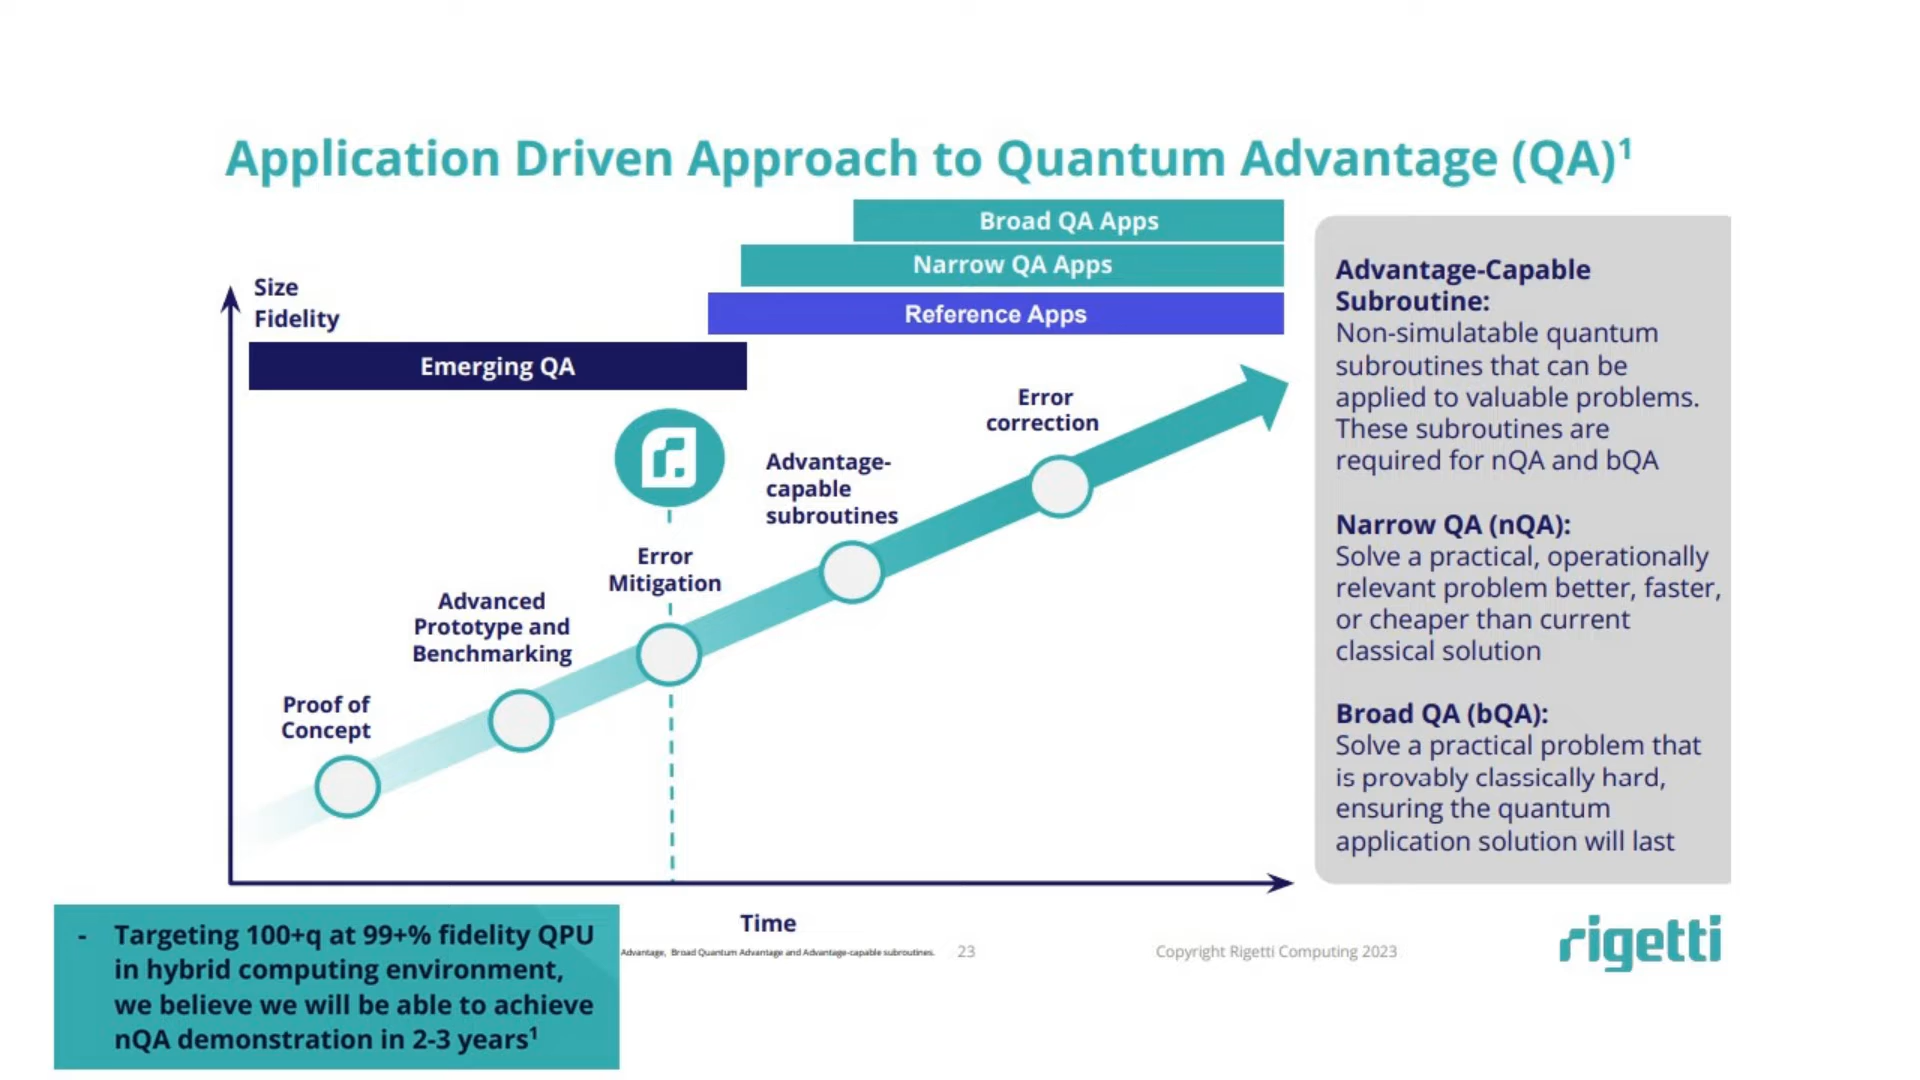 Application Driven Approach to Quantum Advantage (QA)¹
Broad QA Apps
Narrow QA Apps
Reference Apps
Size
Fidelity
Emerging QA
Error
correction
Advantage-
capable
subroutines
Error
Mitigation
Advanced
Prototype and
Benchmarking
Proof of
Concept
Time
Advantage-Capable
Subroutine:
Non-simulatable quantum
subroutines that can be
applied to valuable problems.
These subroutines are
required for nQA and bQA
Narrow QA (nQA):
Solve a practical, operationally
relevant problem better, faster,
or cheaper than current
classical solution
Broad QA (bQA):
Solve a practical problem that
is provably classically hard,
ensuring the quantum
application solution will last
- Targeting 100+q at 99+% fidelity QPU
in hybrid computing environment,
we believe we will be able to achieve
nQA demonstration in 2-3 years¹
Advantage, Broad Quantum Advantage and Advantage-capable subroutines.
23
Copyright Rigetti Computing 2023
rigetti